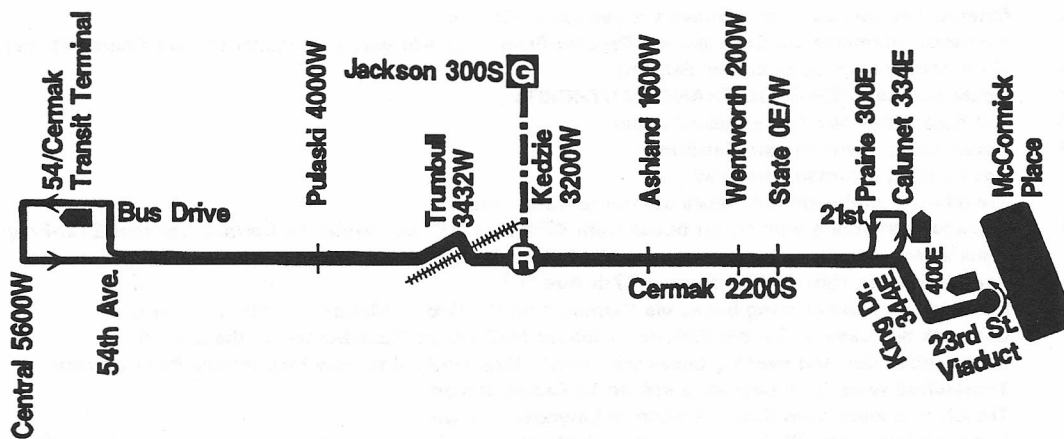 Central 5600W
54/Cermak
Transit Terminal
Bus Drive
54th Ave.
Pulaski 4000W
Jackson 300S G
Trumbull
3432W
Kedzie
3200W
R
Ashland 1600W
Cermak 2200S
Wentworth 200W
State 0E/W
Prairie 300E
Calumet 334E
21st
King Dr.
344E
400E
23rd St.
Viaduct
McCormick
Place